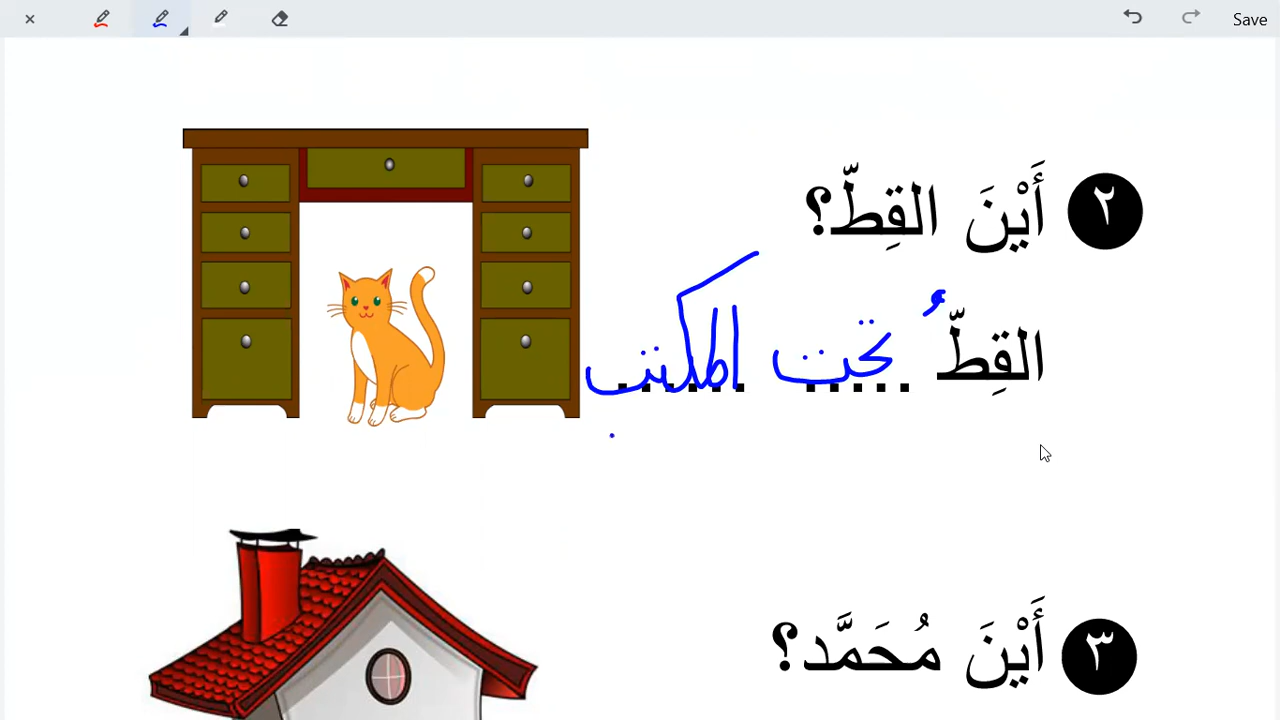 Save
٢ أَيْنَ القِطّ؟
القِطُّ تحت المكتب
٣ أَيْنَ مُحَمَّد؟